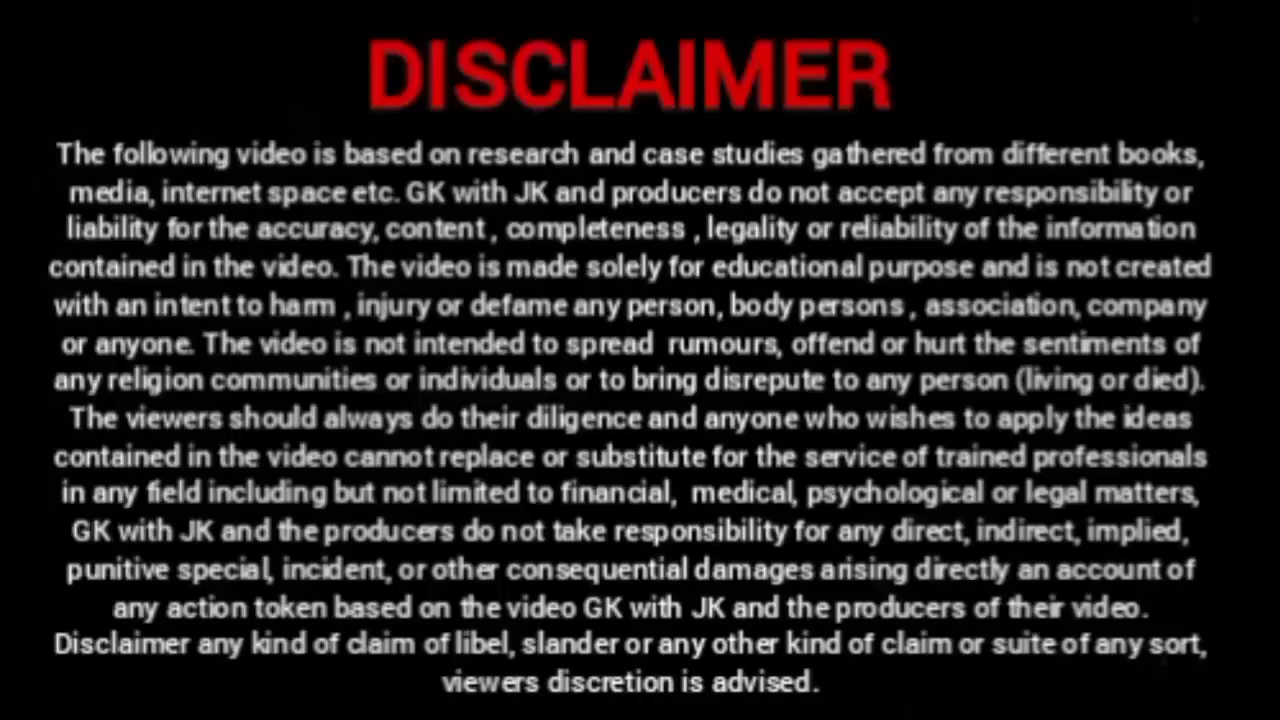 DISCLAIMER
The following video is based on research and case studies gathered from different books,
media, internet space etc. GK with JK and producers do not accept any responsibility or
liability for the accuracy, content , completeness , legality or reliability of the information
contained in the video. The video is made solely for educational purpose and is not created
with an intent to harm , injury or defame any person, body persons , association, company
or anyone. The video is not intended to spread rumours, offend or hurt the sentiments of
any religion communities or individuals or to bring disrepute to any person (living or died).
The viewers should always do their diligence and anyone who wishes to apply the ideas
contained in the video cannot replace or substitute for the service of trained professionals
in any field including but not limited to financial, medical, psychological or legal matters,
GK with JK and the producers do not take responsibility for any direct, indirect, implied,
punitive special, incident, or other consequential damages arising directly an account of
any action token based on the video GK with JK and the producers of their video.
Disclaimer any kind of claim of libel, slander or any other kind of claim or suite of any sort,
viewers discretion is advised.